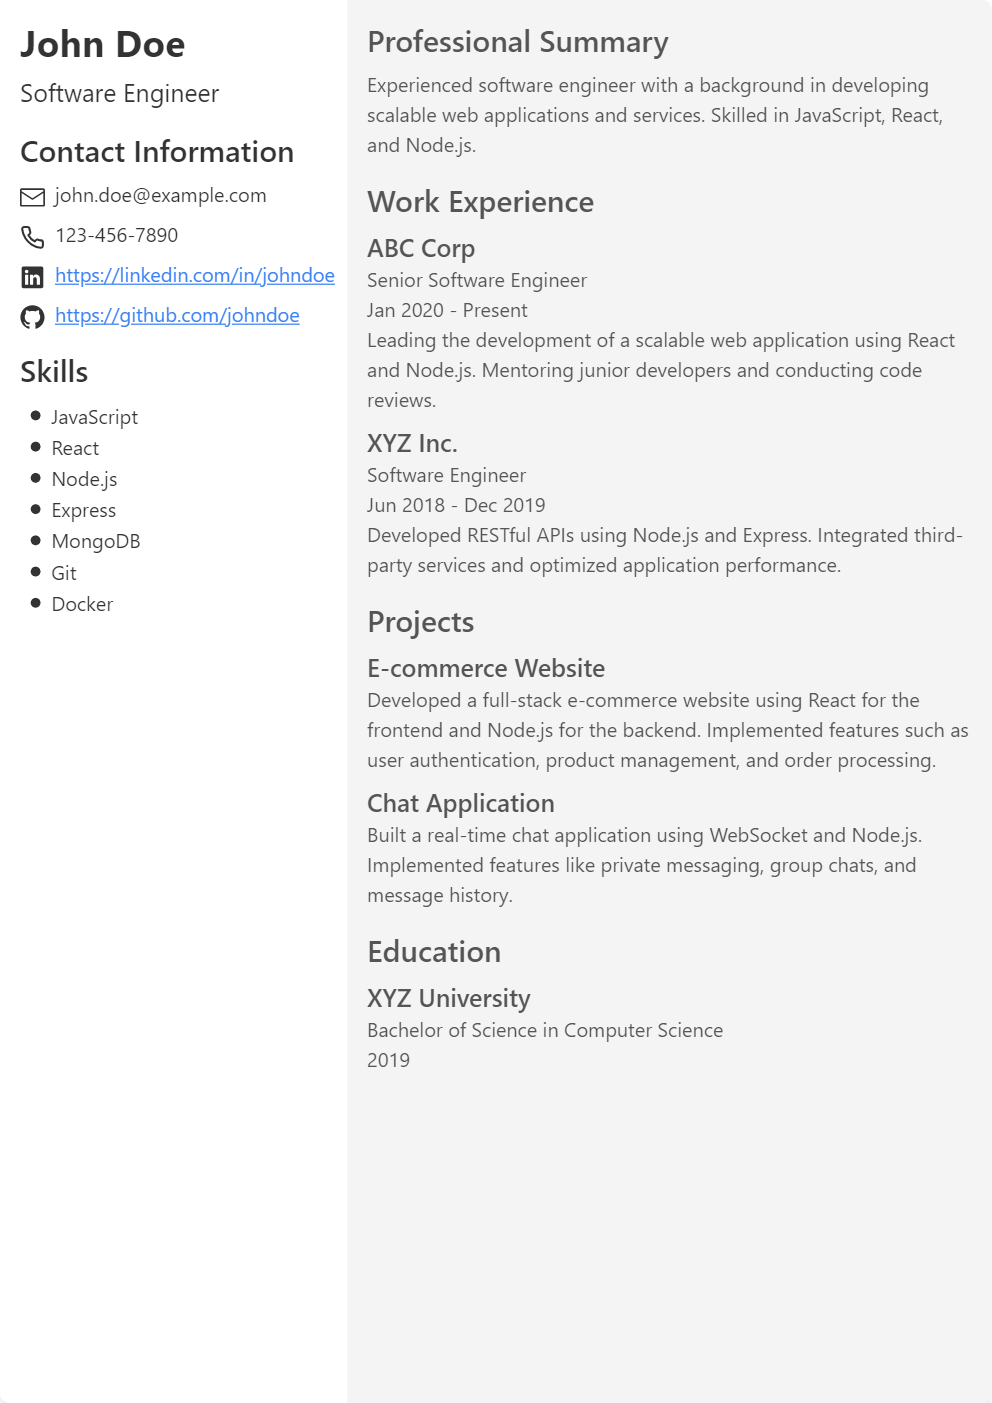 John Doe
Software Engineer
Contact Information
john.doe@example.com
123-456-7890
https://linkedin.com/in/johndoe
https://github.com/johndoe
Skills
JavaScript
React
Node.js
Express
MongoDB
Git
Docker
Professional Summary
Experienced software engineer with a background in developing
scalable web applications and services. Skilled in JavaScript, React,
and Node.js.
Work Experience
ABC Corp
Senior Software Engineer
Jan 2020 - Present
Leading the development of a scalable web application using React
and Node.js. Mentoring junior developers and conducting code
reviews.
XYZ Inc.
Software Engineer
Jun 2018 - Dec 2019
Developed RESTful APIs using Node.js and Express. Integrated third-
party services and optimized application performance.
Projects
E-commerce Website
Developed a full-stack e-commerce website using React for the
frontend and Node.js for the backend. Implemented features such as
user authentication, product management, and order processing.
Chat Application
Built a real-time chat application using WebSocket and Node.js.
Implemented features like private messaging, group chats, and
message history.
Education
XYZ University
Bachelor of Science in Computer Science
2019